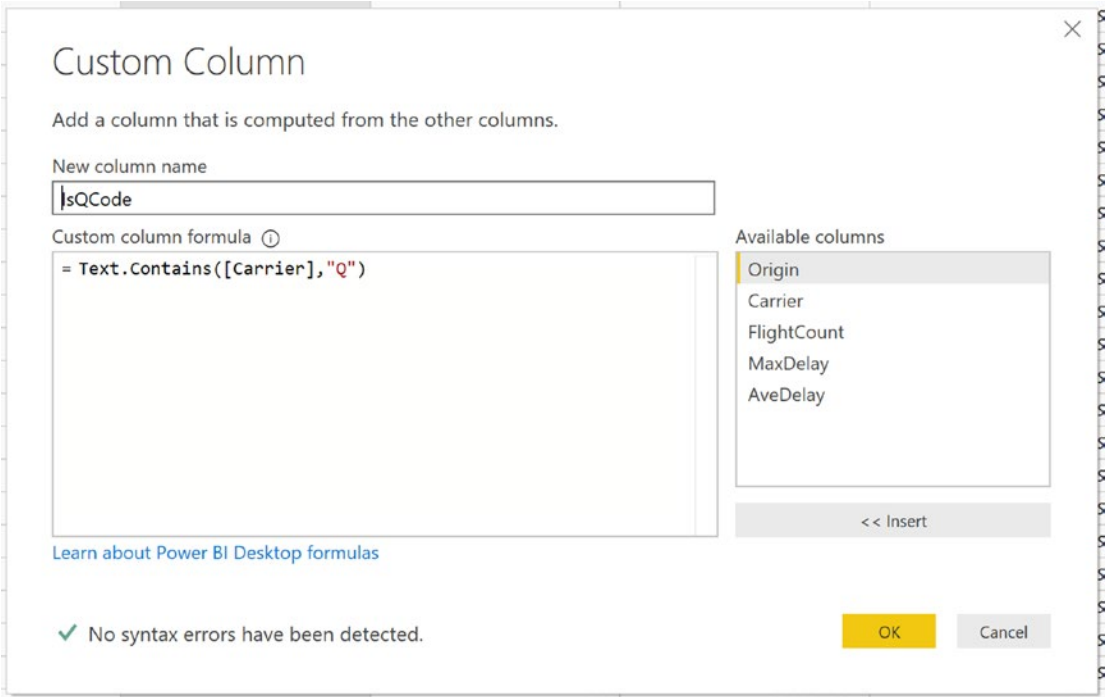 Custom Column
Add a column that is computed from the other columns.
New column name
IsQCode
Custom column formula
= Text.Contains([Carrier],"Q")
Available columns
Origin
Carrier
FlightCount
MaxDelay
AveDelay
<< Insert
Learn about Power BI Desktop formulas
No syntax errors have been detected.
OK
Cancel